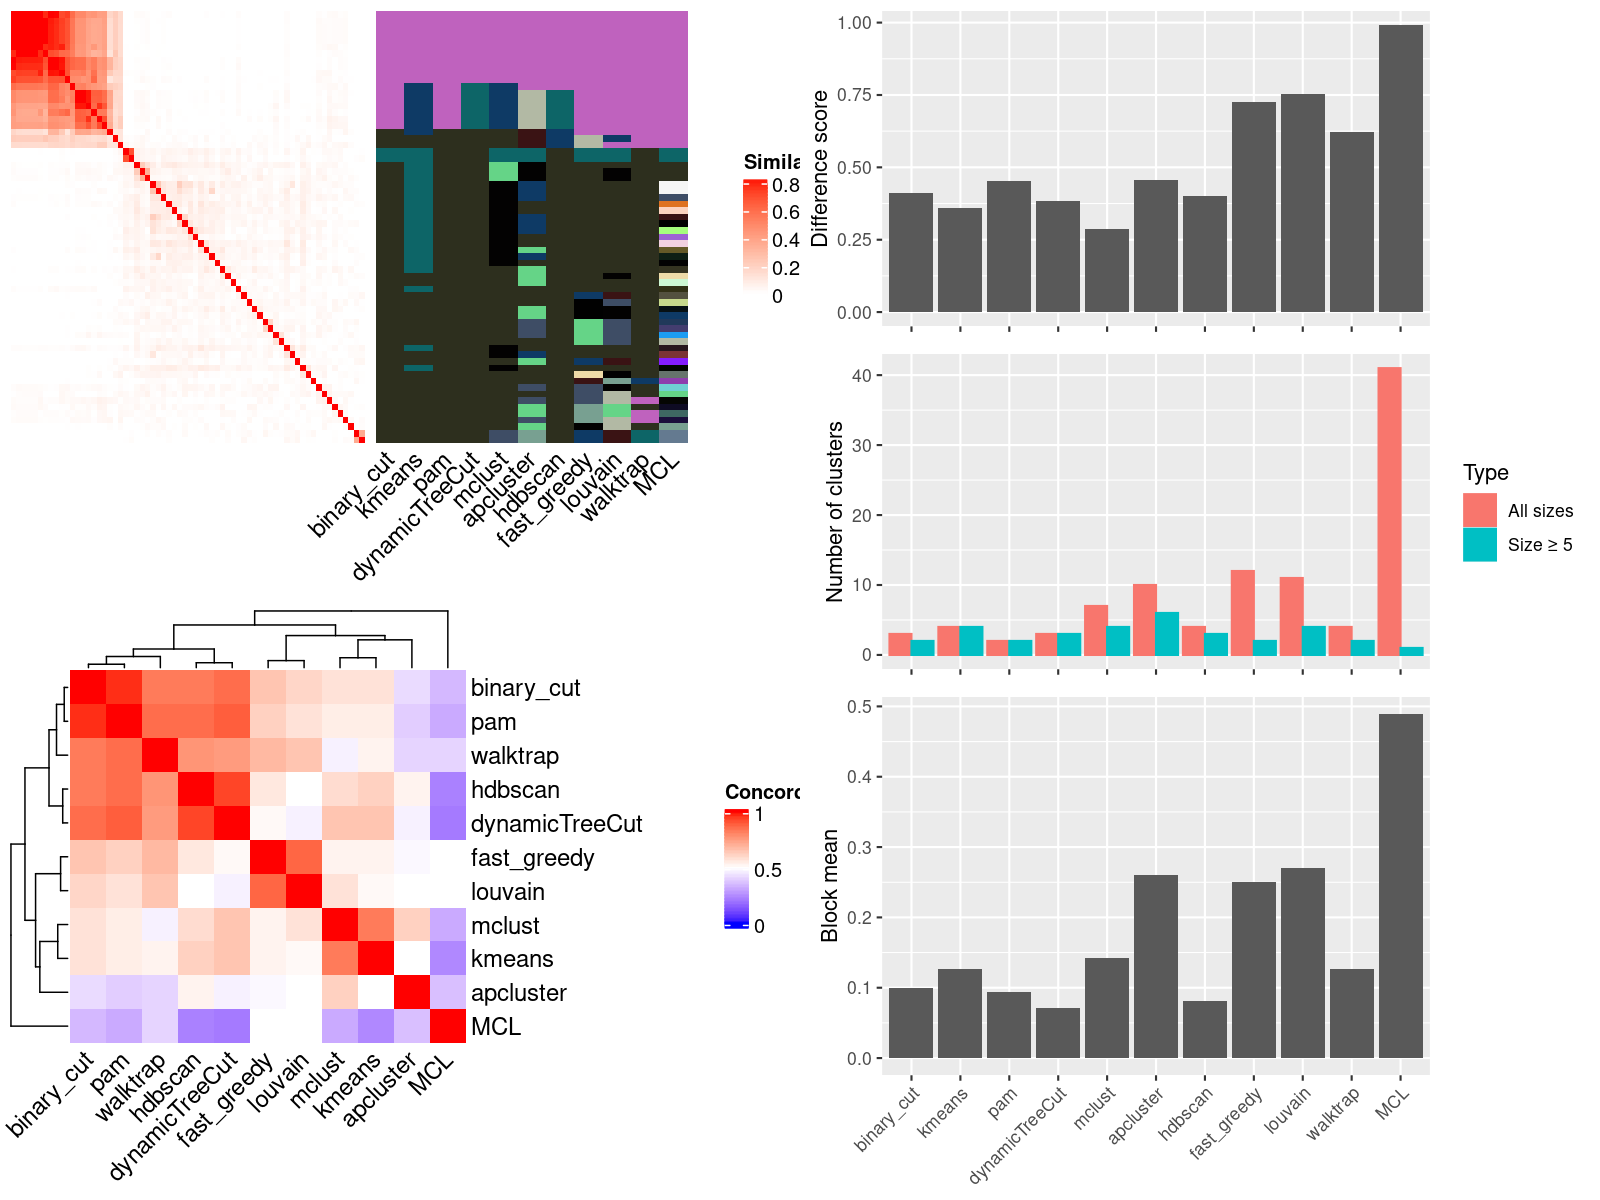 Simila
0.8
0.6
0.4
0.2
0
binary_cut
kmeans
pam
dynamicTreeCut
mclust
apcluster
hdbscan
fast_greedy
louvain
walktrap
MCL
Difference score
1.00
0.75
0.50
0.25
0.00
Number of clusters
40
30
20
10
0
Type
All sizes
Size ≥ 5
binary_cut
pam
walktrap
hdbscan
dynamicTreeCut
fast_greedy
louvain
mclust
kmeans
apcluster
MCL
binary_cut
pam
walktrap
hdbscan
dynamicTreeCut
fast_greedy
louvain
mclust
kmeans
apcluster
MCL
Concord
1
0.5
0
Block mean
0.5
0.4
0.3
0.2
0.1
0.0
binary_cut
kmeans
pam
dynamicTreeCut
mclust
apcluster
hdbscan
fast_greedy
louvain
walktrap
MCL